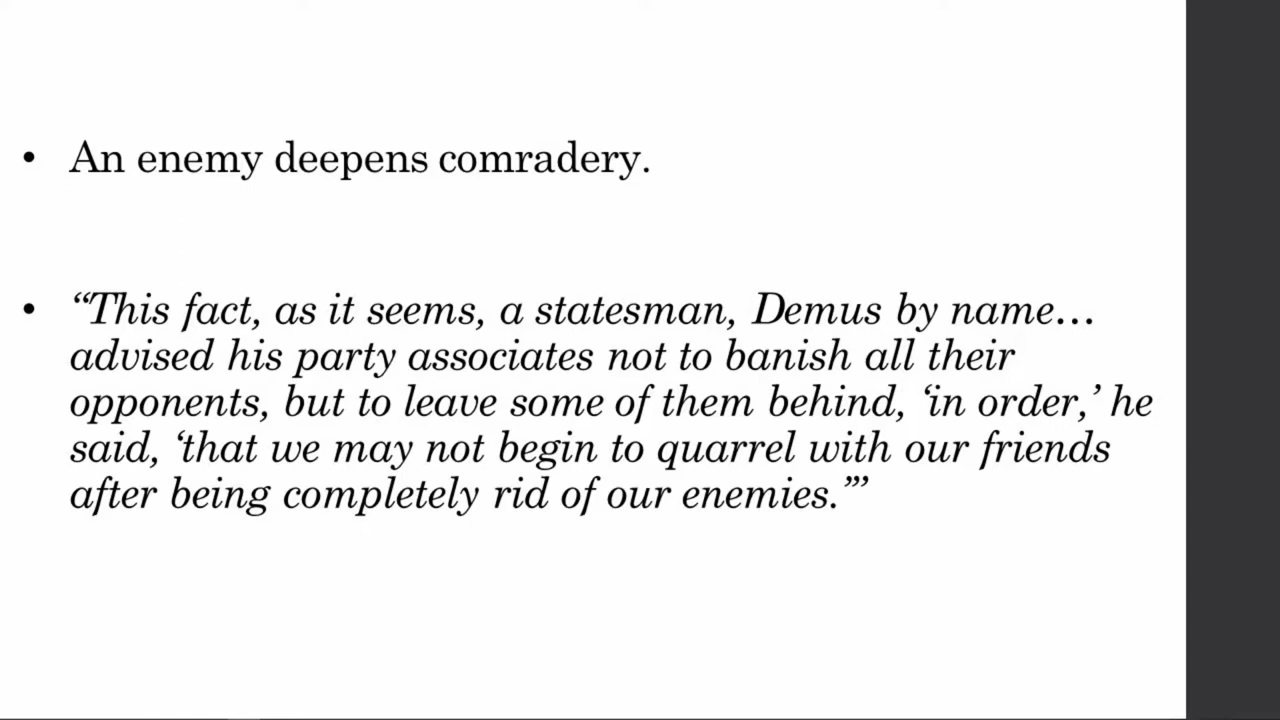 • An enemy deepens comradery.
• “This fact, as it seems, a statesman, Demus by name…
advised his party associates not to banish all their
opponents, but to leave some of them behind, ‘in order,’ he
said, ‘that we may not begin to quarrel with our friends
after being completely rid of our enemies.’”